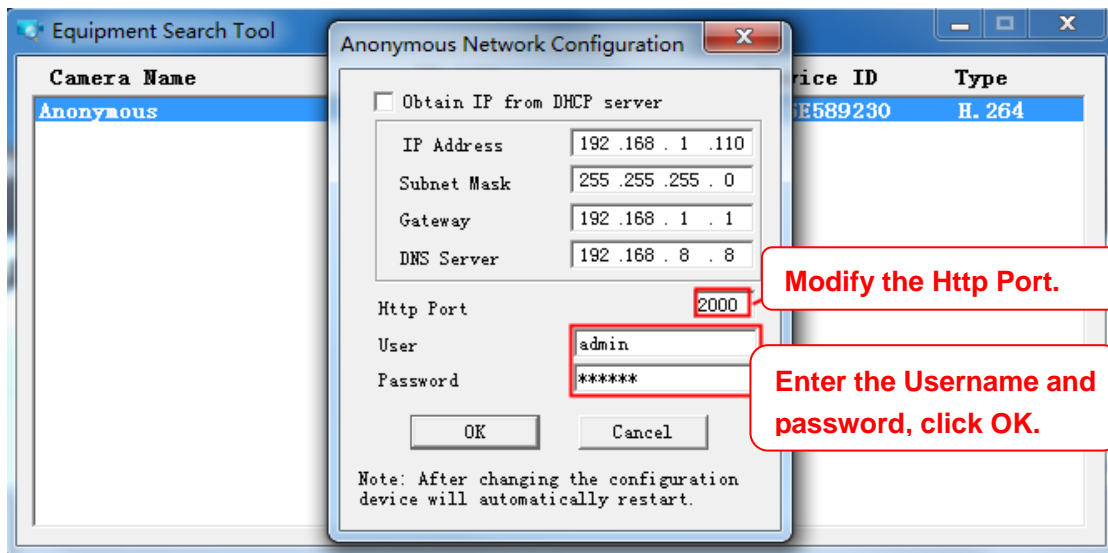 Equipment Search Tool
Anonymous Network Configuration
Camera Name
vice ID
Type
Anonymous
E589230
H.264
Obtain IP from DHCP server
IP Address 192 .168 . 1 .110
Subnet Mask 255 .255 .255 . 0
Gateway 192 .168 . 1 . 1
DNS Server 192 .168 . 8 . 8
Modify the Http Port.
Http Port 2000
User admin
Password ******
Enter the Username and
password, click OK.
OK Cancel
Note: After changing the configuration
device will automatically restart.